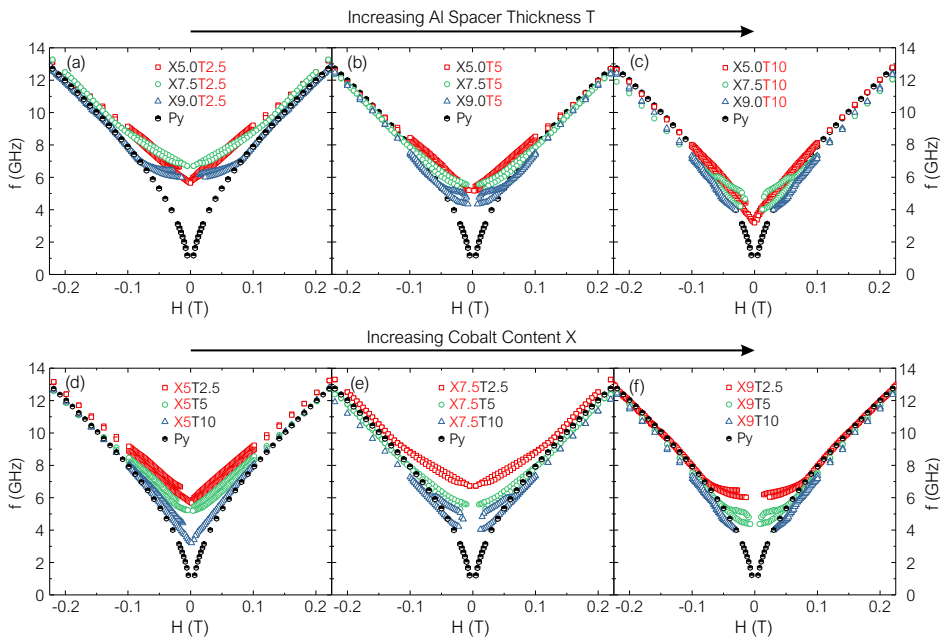 Increasing Al Spacer Thickness T
(a)
X5.0T2.5
X7.5T2.5
X9.0T2.5
Py
(b)
X5.0T5
X7.5T5
X9.0T5
Py
(c)
X5.0T10
X7.5T10
X9.0T10
Py
14
12
10
8
6
4
2
0
f (GHz)
14
12
10
8
6
4
2
0
f (GHz)
-0.2 -0.1 0 0.1 0.2
-0.2 -0.1 0 0.1 0.2
-0.2 -0.1 0 0.1 0.2
H (T) H (T) H (T)
Increasing Cobalt Content X
(d)
X5T2.5
X5T5
X5T10
Py
(e)
X7.5T2.5
X7.5T5
X7.5T10
Py
(f)
X9T2.5
X9T5
X9T10
Py
14
12
10
8
6
4
2
0
f (GHz)
14
12
10
8
6
4
2
0
f (GHz)
-0.2 -0.1 0 0.1 0.2
-0.2 -0.1 0 0.1 0.2
-0.2 -0.1 0 0.1 0.2
H (T) H (T) H (T)